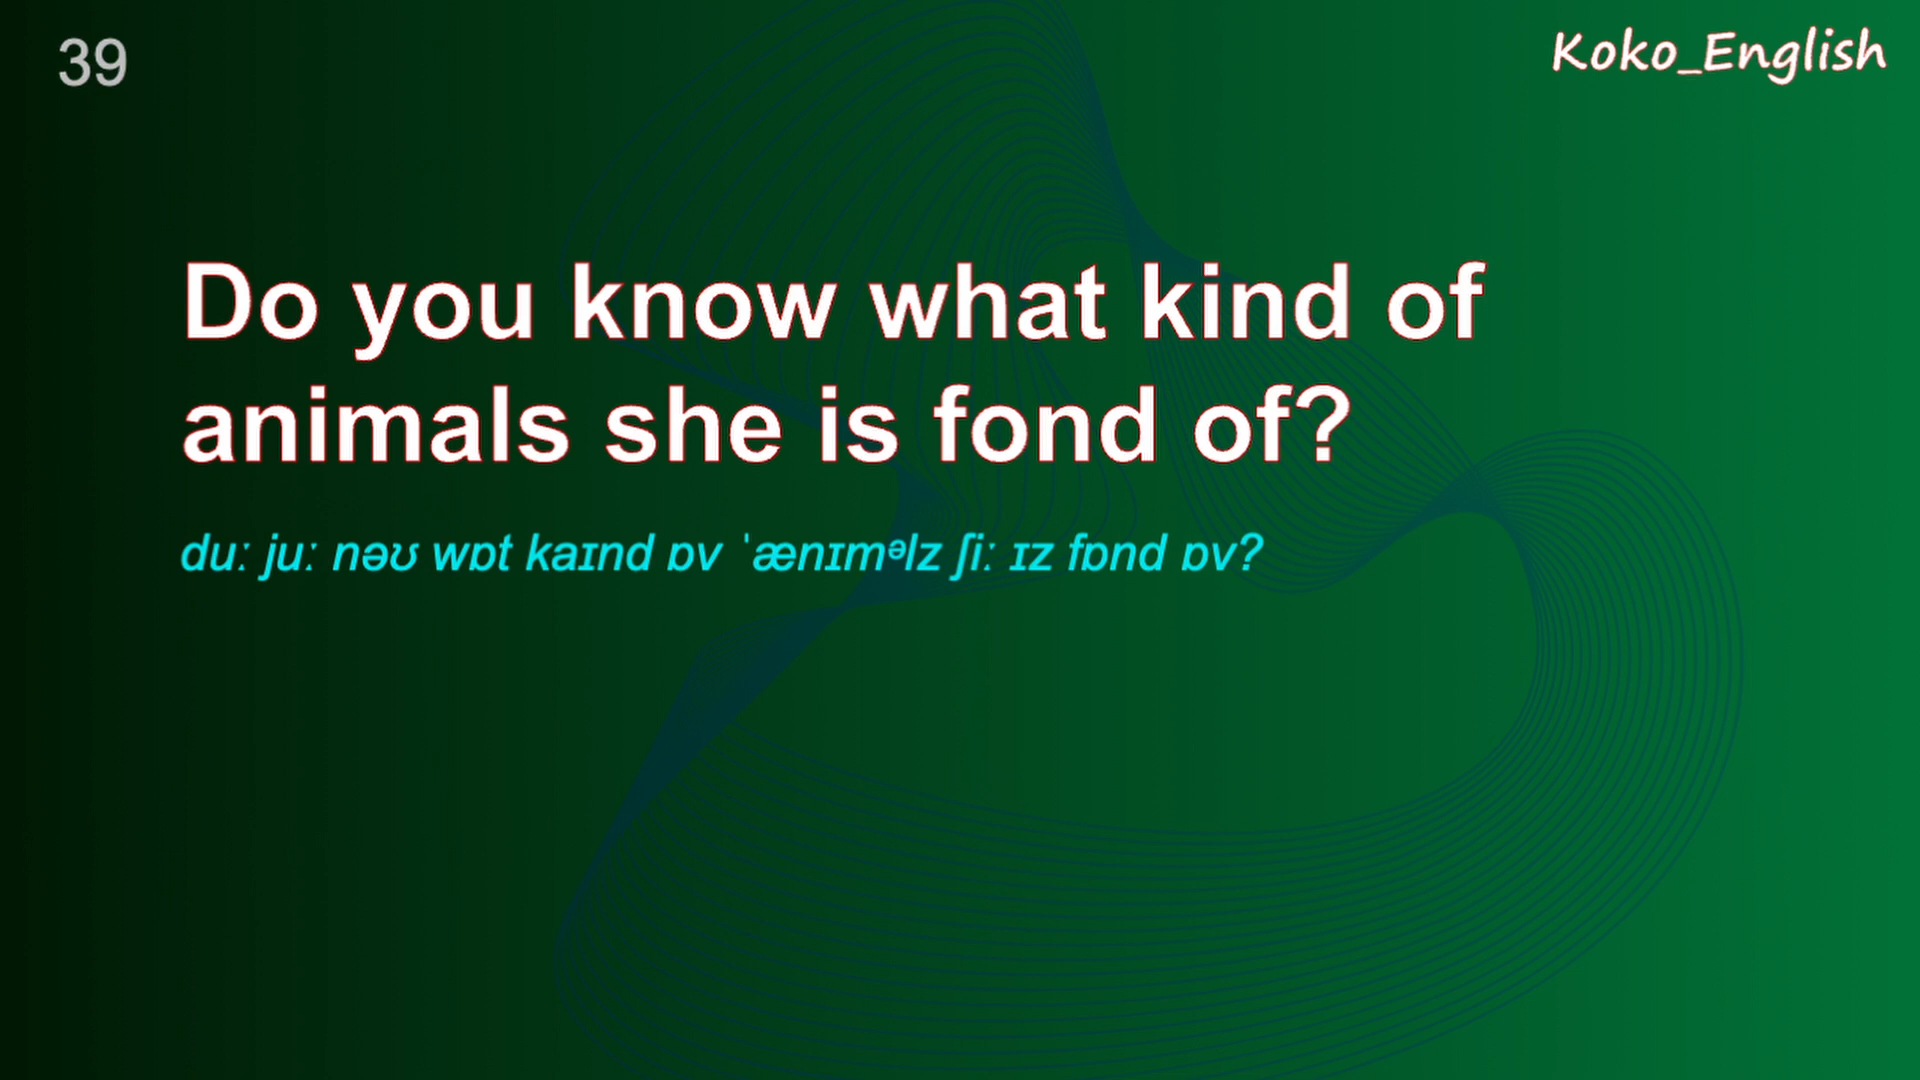 39
Koko_English
Do you know what kind of
animals she is fond of?
duː juː nəʊ wɒt kaɪnd ɒv ˈænɪmᵊlz ʃiː ɪz fɒnd ɒv?